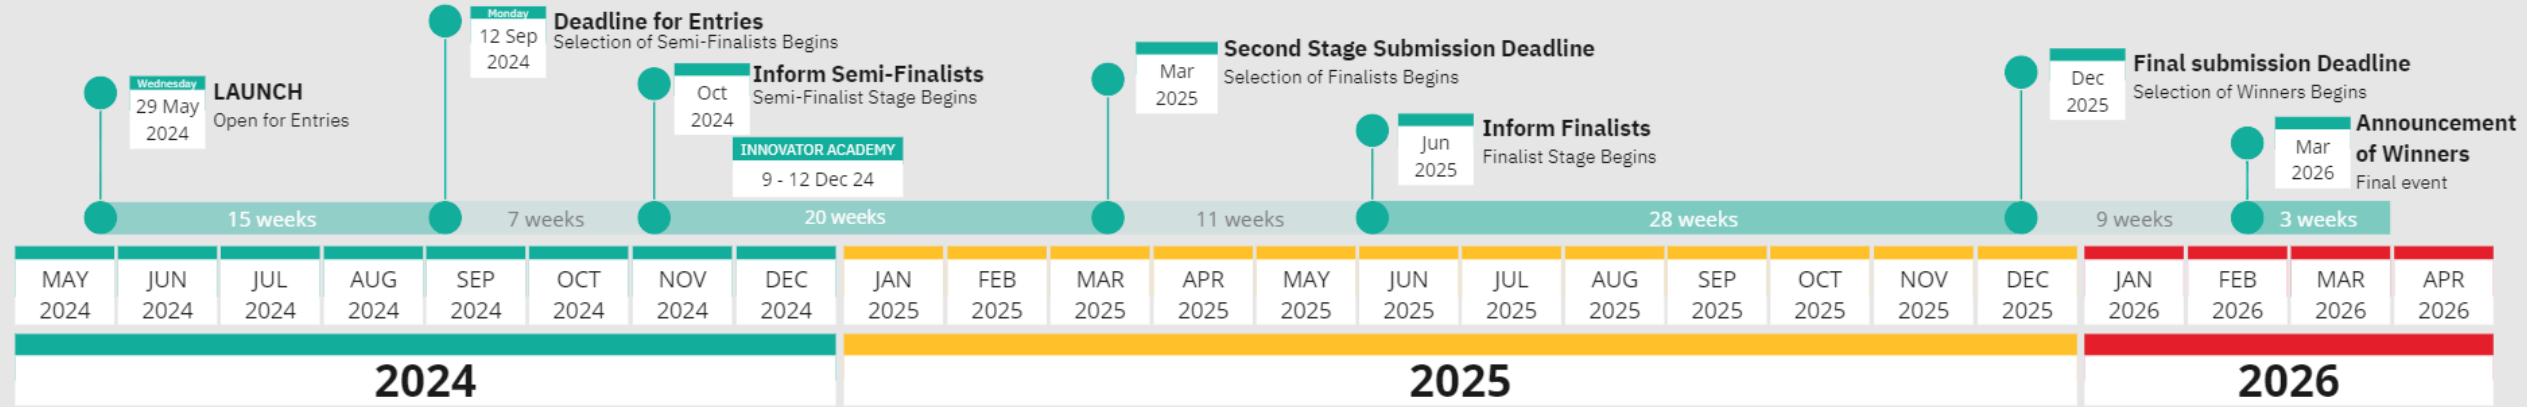 Wednesday
29 May
2024
LAUNCH
Open for Entries
Monday
12 Sep
2024
Deadline for Entries
Selection of Semi-Finalists Begins
Oct
2024
Inform Semi-Finalists
Semi-Finalist Stage Begins
INNOVATOR ACADEMY
9 - 12 Dec 24
Mar
2025
Second Stage Submission Deadline
Selection of Finalists Begins
Jun
2025
Inform Finalists
Finalist Stage Begins
Dec
2025
Final submission Deadline
Selection of Winners Begins
Mar
2026
Announcement
of Winners
Final event
15 weeks
7 weeks
20 weeks
11 weeks
28 weeks
9 weeks
3 weeks
MAY
2024
JUN
2024
JUL
2024
AUG
2024
SEP
2024
OCT
2024
NOV
2024
DEC
2024
JAN
2025
FEB
2025
MAR
2025
APR
2025
MAY
2025
JUN
2025
JUL
2025
AUG
2025
SEP
2025
OCT
2025
NOV
2025
DEC
2025
JAN
2026
FEB
2026
MAR
2026
APR
2026
2024
2025
2026